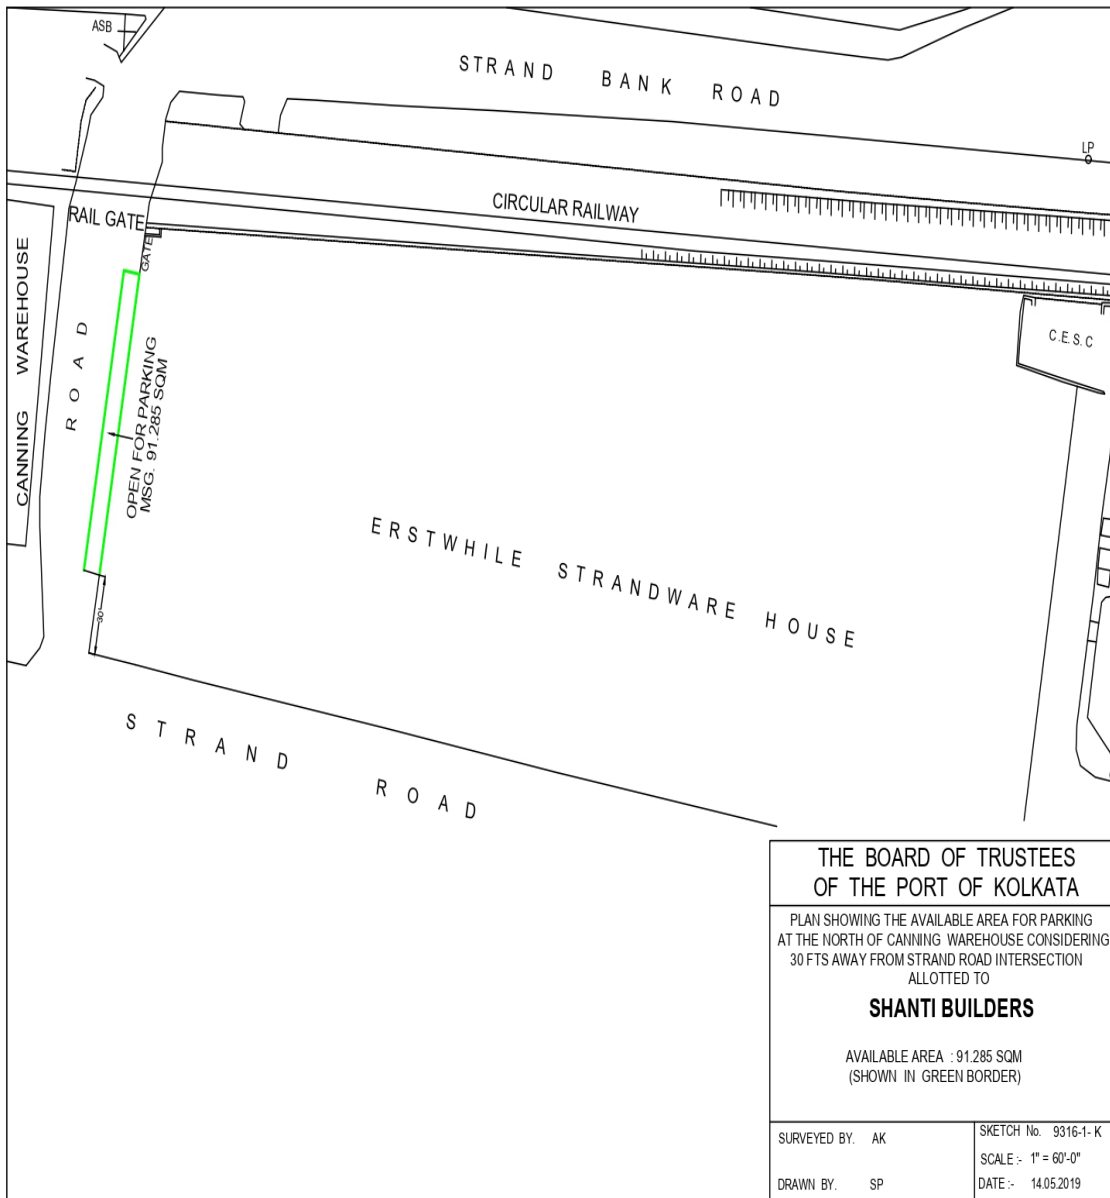 ASB
STRAND BANK ROAD
LP
CIRCULAR RAILWAY
RAIL GATE
GATE
CANNING WAREHOUSE
ROAD
OPEN FOR PARKING
MSG. 91.285 SQM
C.E.S.C
ERSTWHILE STRANDWARE HOUSE
30'
STRAND ROAD
THE BOARD OF TRUSTEES
OF THE PORT OF KOLKATA
PLAN SHOWING THE AVAILABLE AREA FOR PARKING
AT THE NORTH OF CANNING WAREHOUSE CONSIDERING
30 FTS AWAY FROM STRAND ROAD INTERSECTION
ALLOTTED TO
SHANTI BUILDERS
AVAILABLE AREA : 91.285 SQM
(SHOWN IN GREEN BORDER)
SURVEYED BY. AK
DRAWN BY. SP
SKETCH No. 9316-1-K
SCALE :- 1" = 60'-0"
DATE :- 14.05.2019